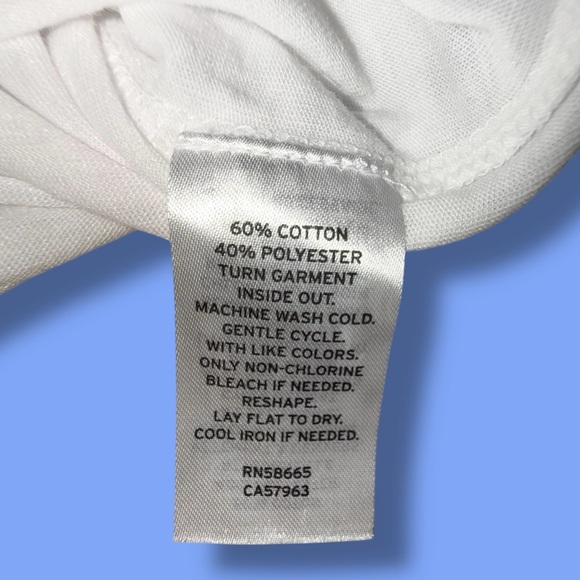 60% COTTON
40% POLYESTER
TURN GARMENT
INSIDE OUT.
MACHINE WASH COLD.
GENTLE CYCLE.
WITH LIKE COLORS.
ONLY NON-CHLORINE
BLEACH IF NEEDED.
RESHAPE.
LAY FLAT TO DRY.
COOL IRON IF NEEDED.
RN58665
CA57963